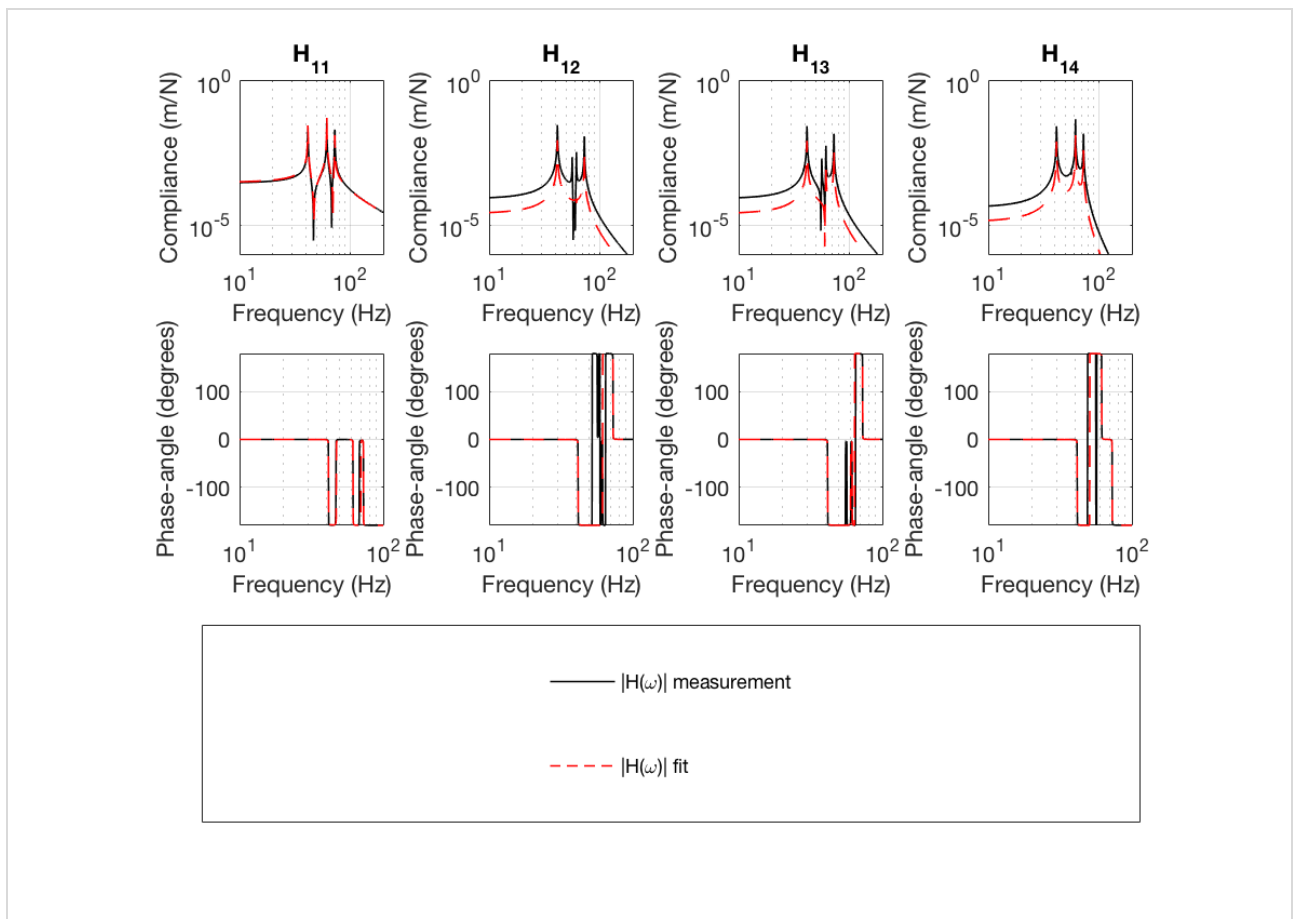 H11 H12 H13 H14
Compliance (m/N) Compliance (m/N) Compliance (m/N) Compliance (m/N)
10^0 10^0 10^0 10^0
10^-5 10^-5 10^-5 10^-5
10^1 10^2 10^1 10^2 10^1 10^2 10^1 10^2
Frequency (Hz) Frequency (Hz) Frequency (Hz) Frequency (Hz)
Phase-angle (degrees) Phase-angle (degrees) Phase-angle (degrees) Phase-angle (degrees)
100 100 100 100
0 0 0 0
-100 -100 -100 -100
10^1 10^2 10^1 10^2 10^1 10^2 10^1 10^2
Frequency (Hz) Frequency (Hz) Frequency (Hz) Frequency (Hz)
|H(ω)| measurement
|H(ω)| fit